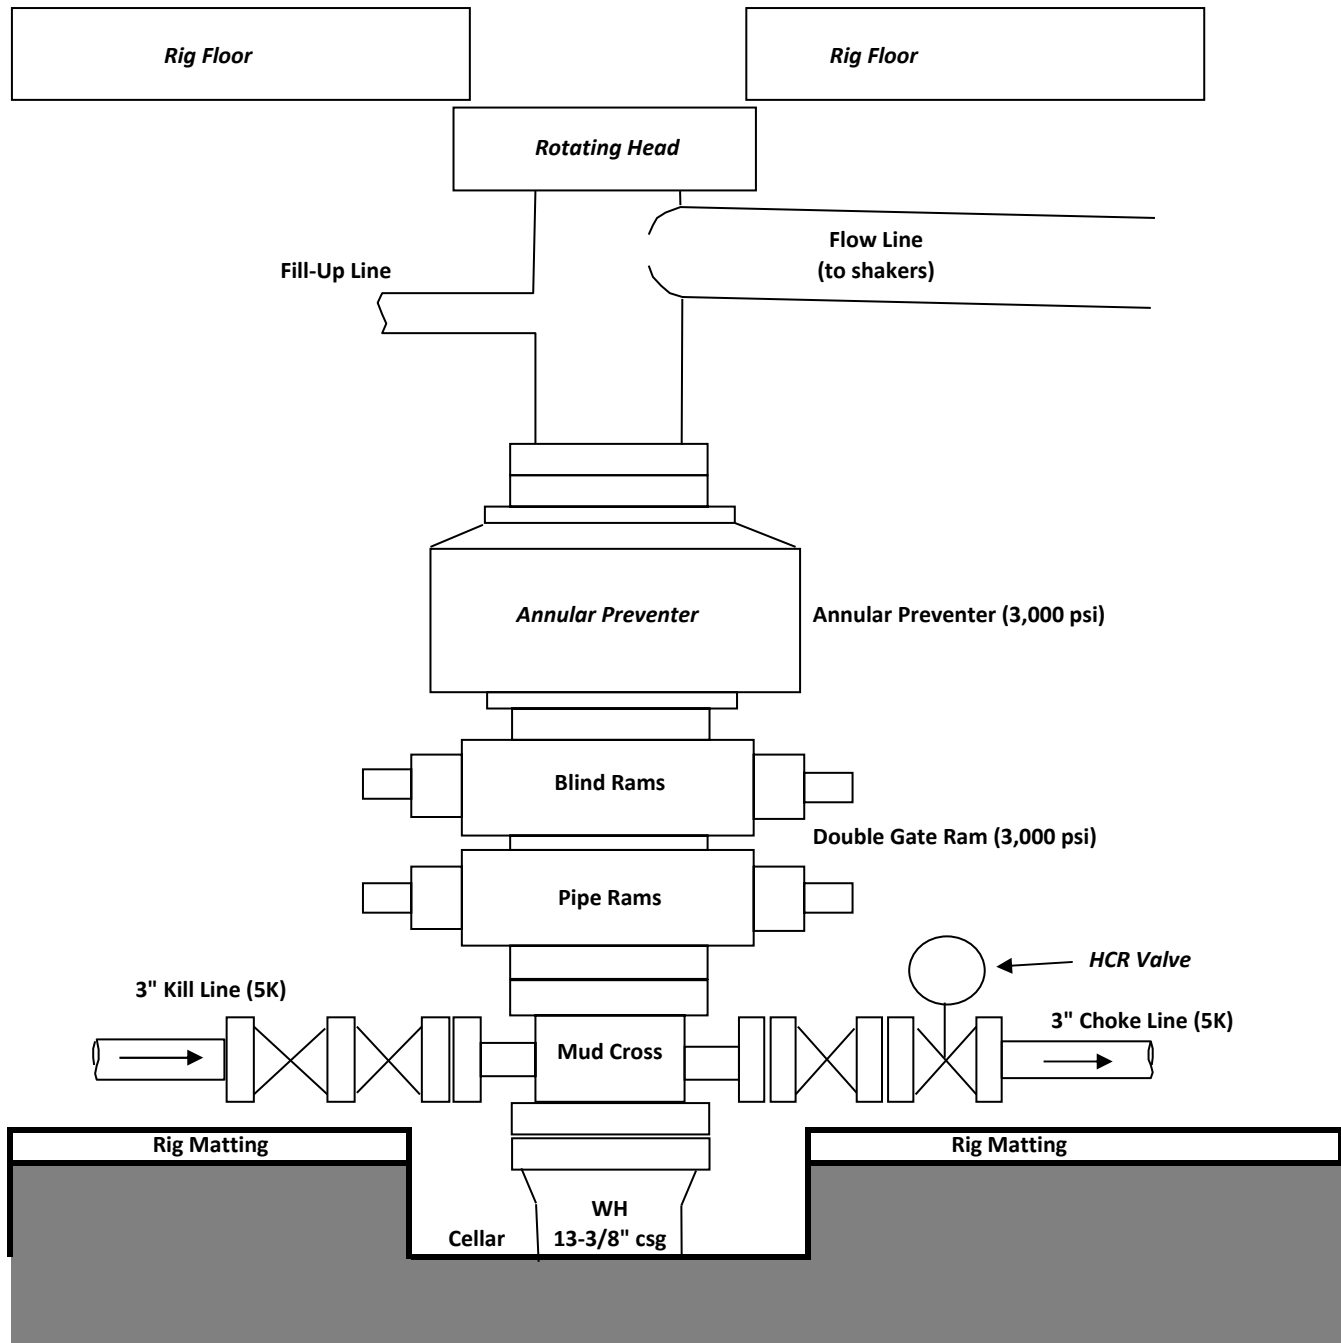 Rig Floor
Rig Floor
Rotating Head
Flow Line
(to shakers)
Fill-Up Line
Annular Preventer
Annular Preventer (3,000 psi)
Blind Rams
Double Gate Ram (3,000 psi)
Pipe Rams
HCR Valve
3" Kill Line (5K)
3" Choke Line (5K)
Mud Cross
Rig Matting
Rig Matting
WH
Cellar
13-3/8" csg